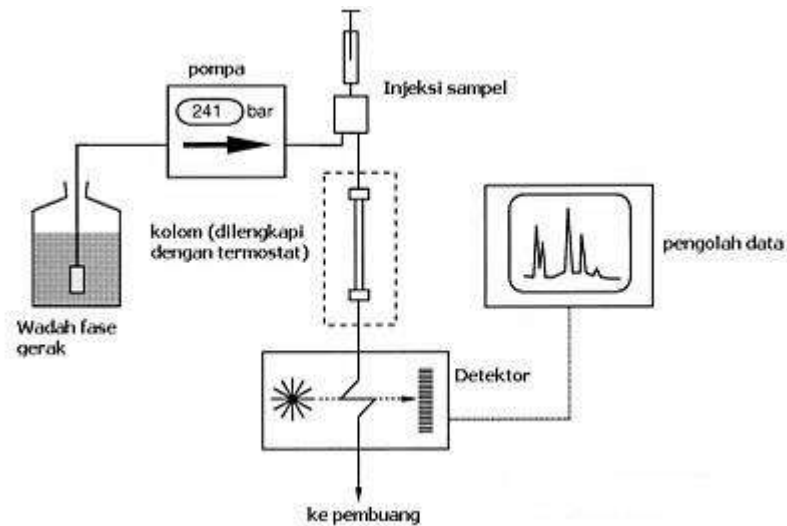 pompa
241 bar
Injeksi sampel
kolom (dilengkapi
dengan termostat)
pengolah data
Wadah fase
gerak
Detektor
ke pembuang